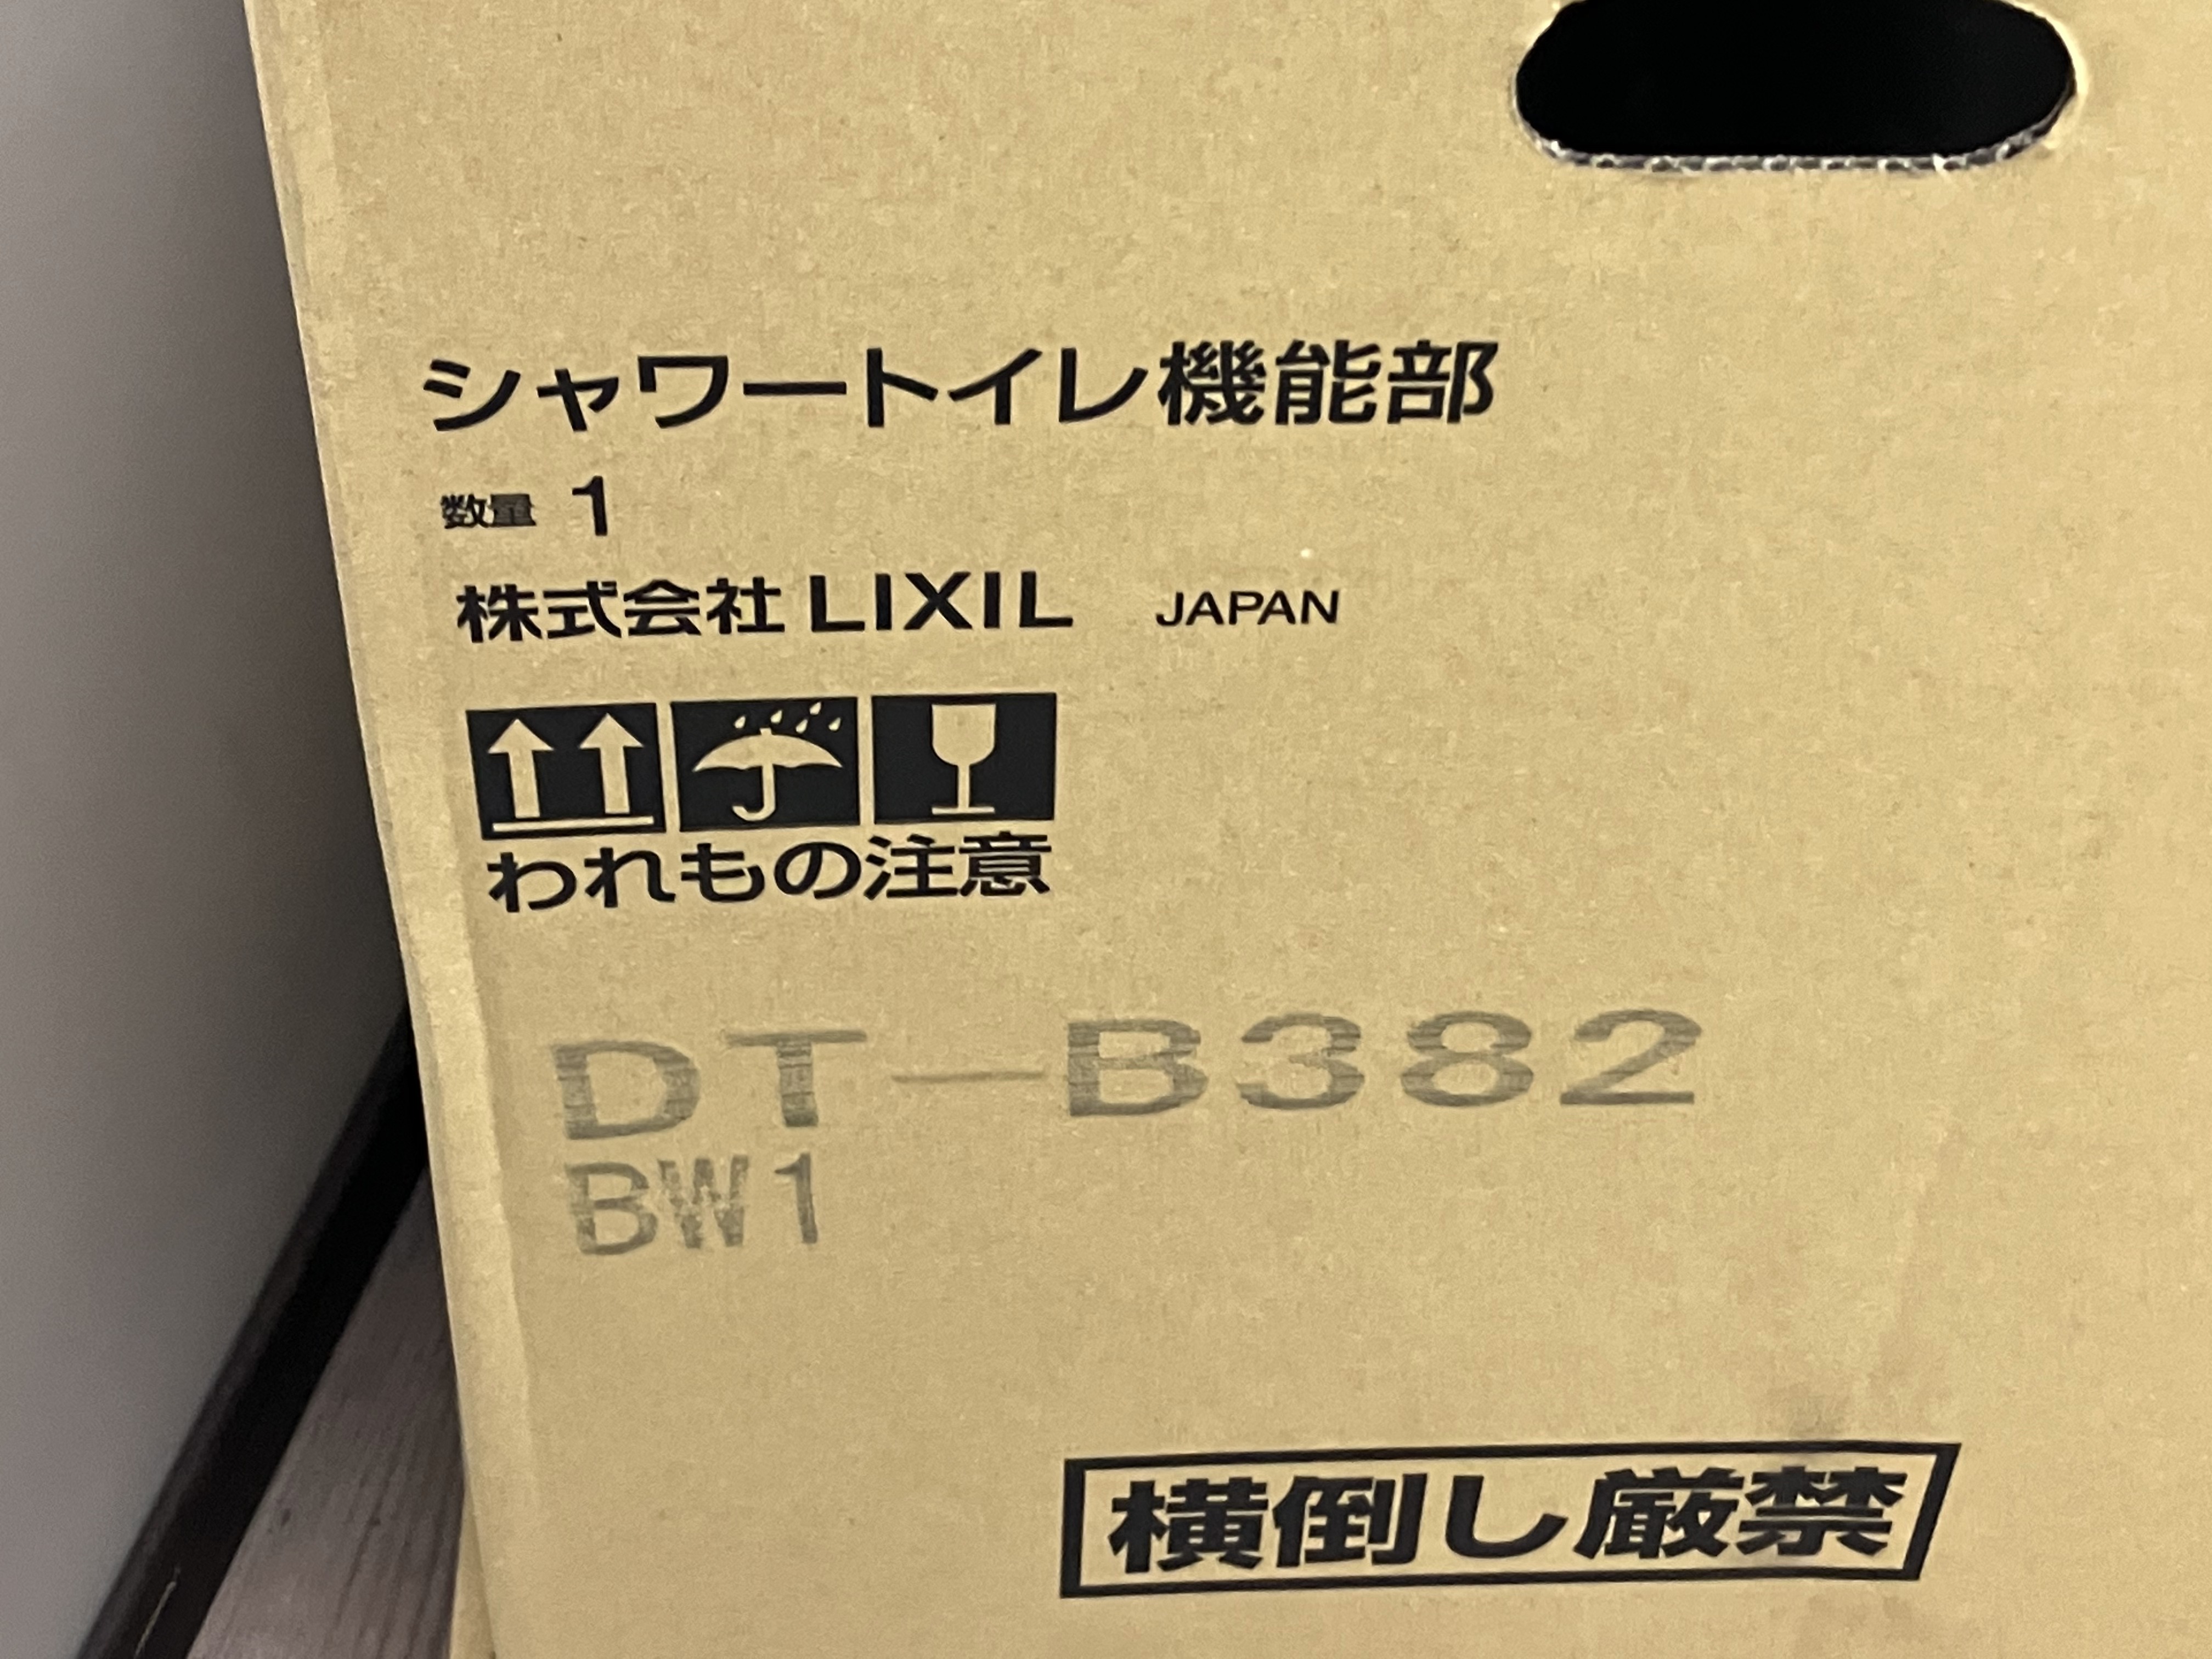 シャワートイレ機能部
数量 1
株式会社 LIXIL JAPAN
われもの注意
DT-B382
BW1
横倒し厳禁